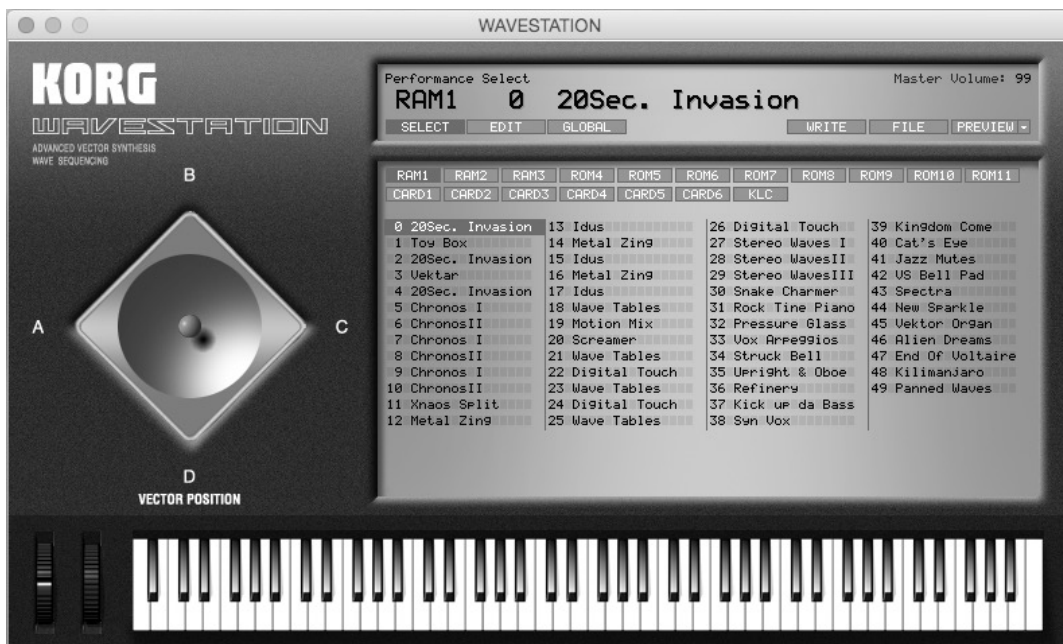 WAVESTATION
KORG
WAVESTATION
ADVANCED VECTOR SYNTHESIS
WAVE SEQUENCING
B
A
C
D
VECTOR POSITION
Performance Select
Master Volume: 99
RAM1 0 20Sec. Invasion
SELECT EDIT GLOBAL WRITE FILE PREVIEW
RAM1 RAM2 RAM3 ROM4 ROM5 ROM6 ROM7 ROM8 ROM9 ROM10 ROM11
CARD1 CARD2 CARD3 CARD4 CARD5 CARD6 KLC
0 20Sec. Invasion
1 Toy Box
2 20Sec. Invasion
3 Vektar
4 20Sec. Invasion
5 Chronos I
6 ChronosII
7 Chronos I
8 ChronosII
9 Chronos I
10 ChronosII
11 Xnaos Split
12 Metal Zing
13 Idus
14 Metal Zing
15 Idus
16 Metal Zing
17 Idus
18 Wave Tables
19 Motion Mix
20 Screamer
21 Wave Tables
22 Digital Touch
23 Wave Tables
24 Digital Touch
25 Wave Tables
26 Digital Touch
27 Stereo Waves I
28 Stereo WavesII
29 Stereo WavesIII
30 Snake Charmer
31 Rock Tine Piano
32 Pressure Glass
33 Vox Arpeggios
34 Struck Bell
35 Upright & Oboe
36 Refinery
37 Kick up da Bass
38 Syn Vox
39 Kingdom Come
40 Cat's Eye
41 Jazz Mutes
42 VS Bell Pad
43 Spectra
44 New Sparkle
45 Vektor Organ
46 Alien Dreams
47 End Of Voltaire
48 Kilimanjaro
49 Panned Waves